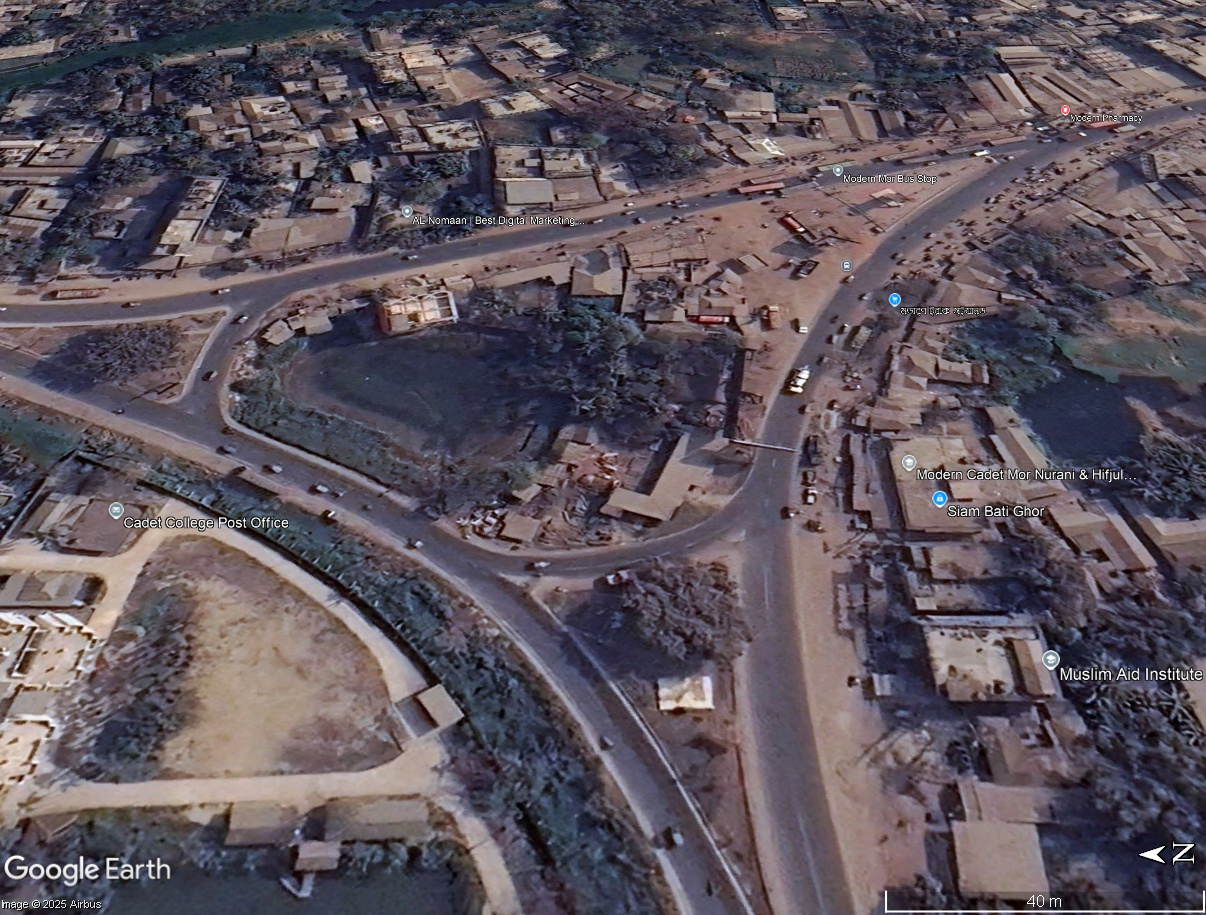 Modern Pharmacy
Modern Mor Bus Stop
AL Nomaan | Best Digital Marketing...
Cadet College Post Office
Modern Cadet Mor Nurani & Hifjul...
Siam Bati Ghor
Muslim Aid Institute
Google Earth
Z
Image © 2025 Airbus
40 m